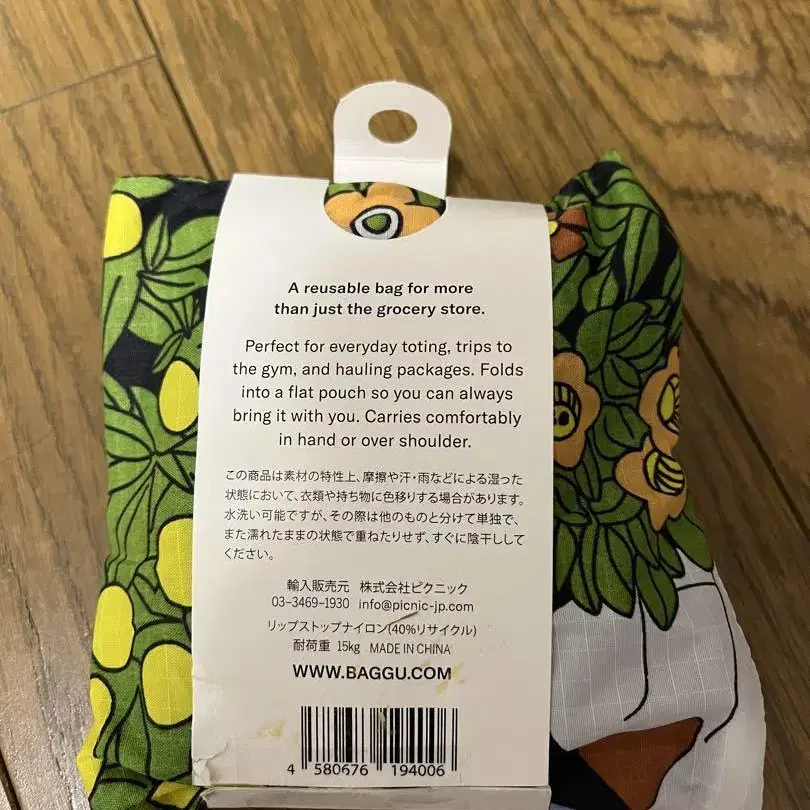 A reusable bag for more
than just the grocery store.
Perfect for everyday toting, trips to
the gym, and hauling packages. Folds
into a flat pouch so you can always
bring it with you. Carries comfortably
in hand or over shoulder.
この商品は素材の特性上、摩擦や汗・雨などによる湿った
状態において、衣類や持ち物に色移りする場合があります。
水洗い可能ですが、その際は他のものと分けて単独で、
また濡れたままの状態で重ねたりせず、すぐに陰干しして
ください。
輸入販売元 株式会社ピクニック
03-3469-1930 info@picnic-jp.com
リップストップナイロン(40%リサイクル)
耐荷重 15kg MADE IN CHINA
WWW.BAGGU.COM
4 580676 194006